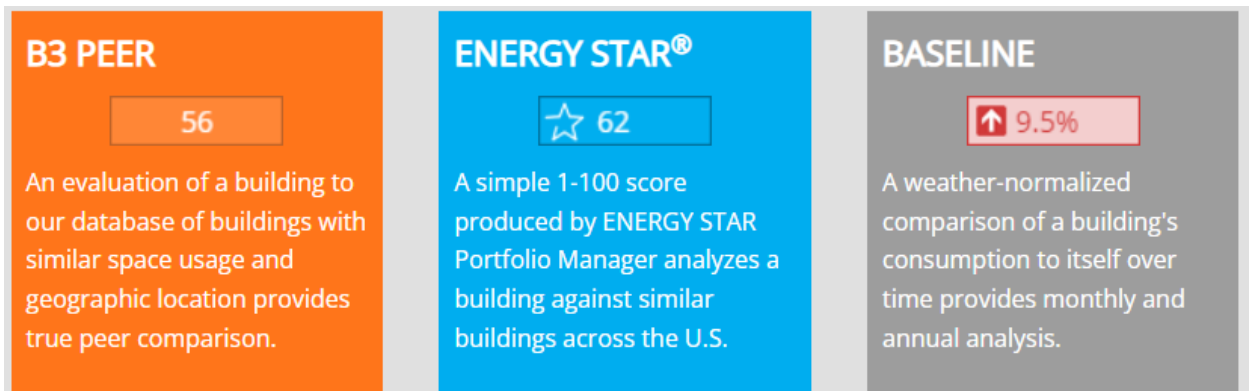 B3 PEER
56
An evaluation of a building to
our database of buildings with
similar space usage and
geographic location provides
true peer comparison.
ENERGY STAR®
62
A simple 1-100 score
produced by ENERGY STAR
Portfolio Manager analyzes a
building against similar
buildings across the U.S.
BASELINE
9.5%
A weather-normalized
comparison of a building's
consumption to itself over
time provides monthly and
annual analysis.